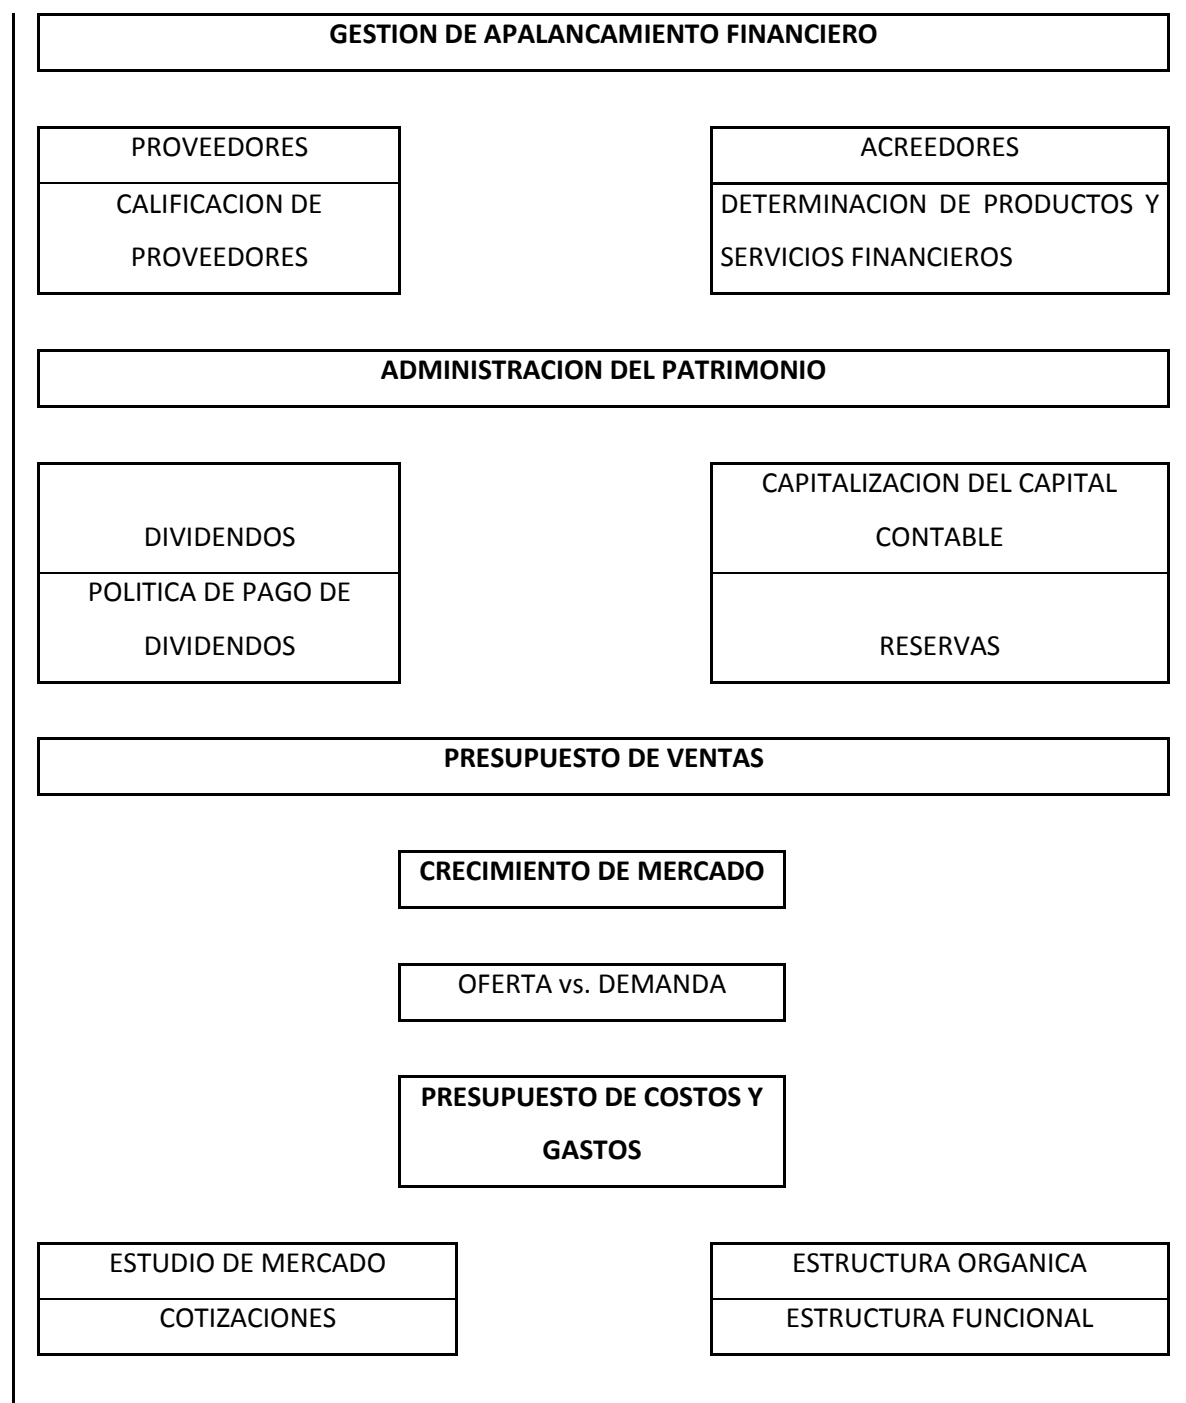 GESTION DE APALANCAMIENTO FINANCIERO
PROVEEDORES
CALIFICACION DE
PROVEEDORES
ACREEDORES
DETERMINACION DE PRODUCTOS Y
SERVICIOS FINANCIEROS
ADMINISTRACION DEL PATRIMONIO
DIVIDENDOS
POLITICA DE PAGO DE
DIVIDENDOS
CAPITALIZACION DEL CAPITAL
CONTABLE
RESERVAS
PRESUPUESTO DE VENTAS
CRECIMIENTO DE MERCADO
OFERTA vs. DEMANDA
PRESUPUESTO DE COSTOS Y
GASTOS
ESTUDIO DE MERCADO
COTIZACIONES
ESTRUCTURA ORGANICA
ESTRUCTURA FUNCIONAL